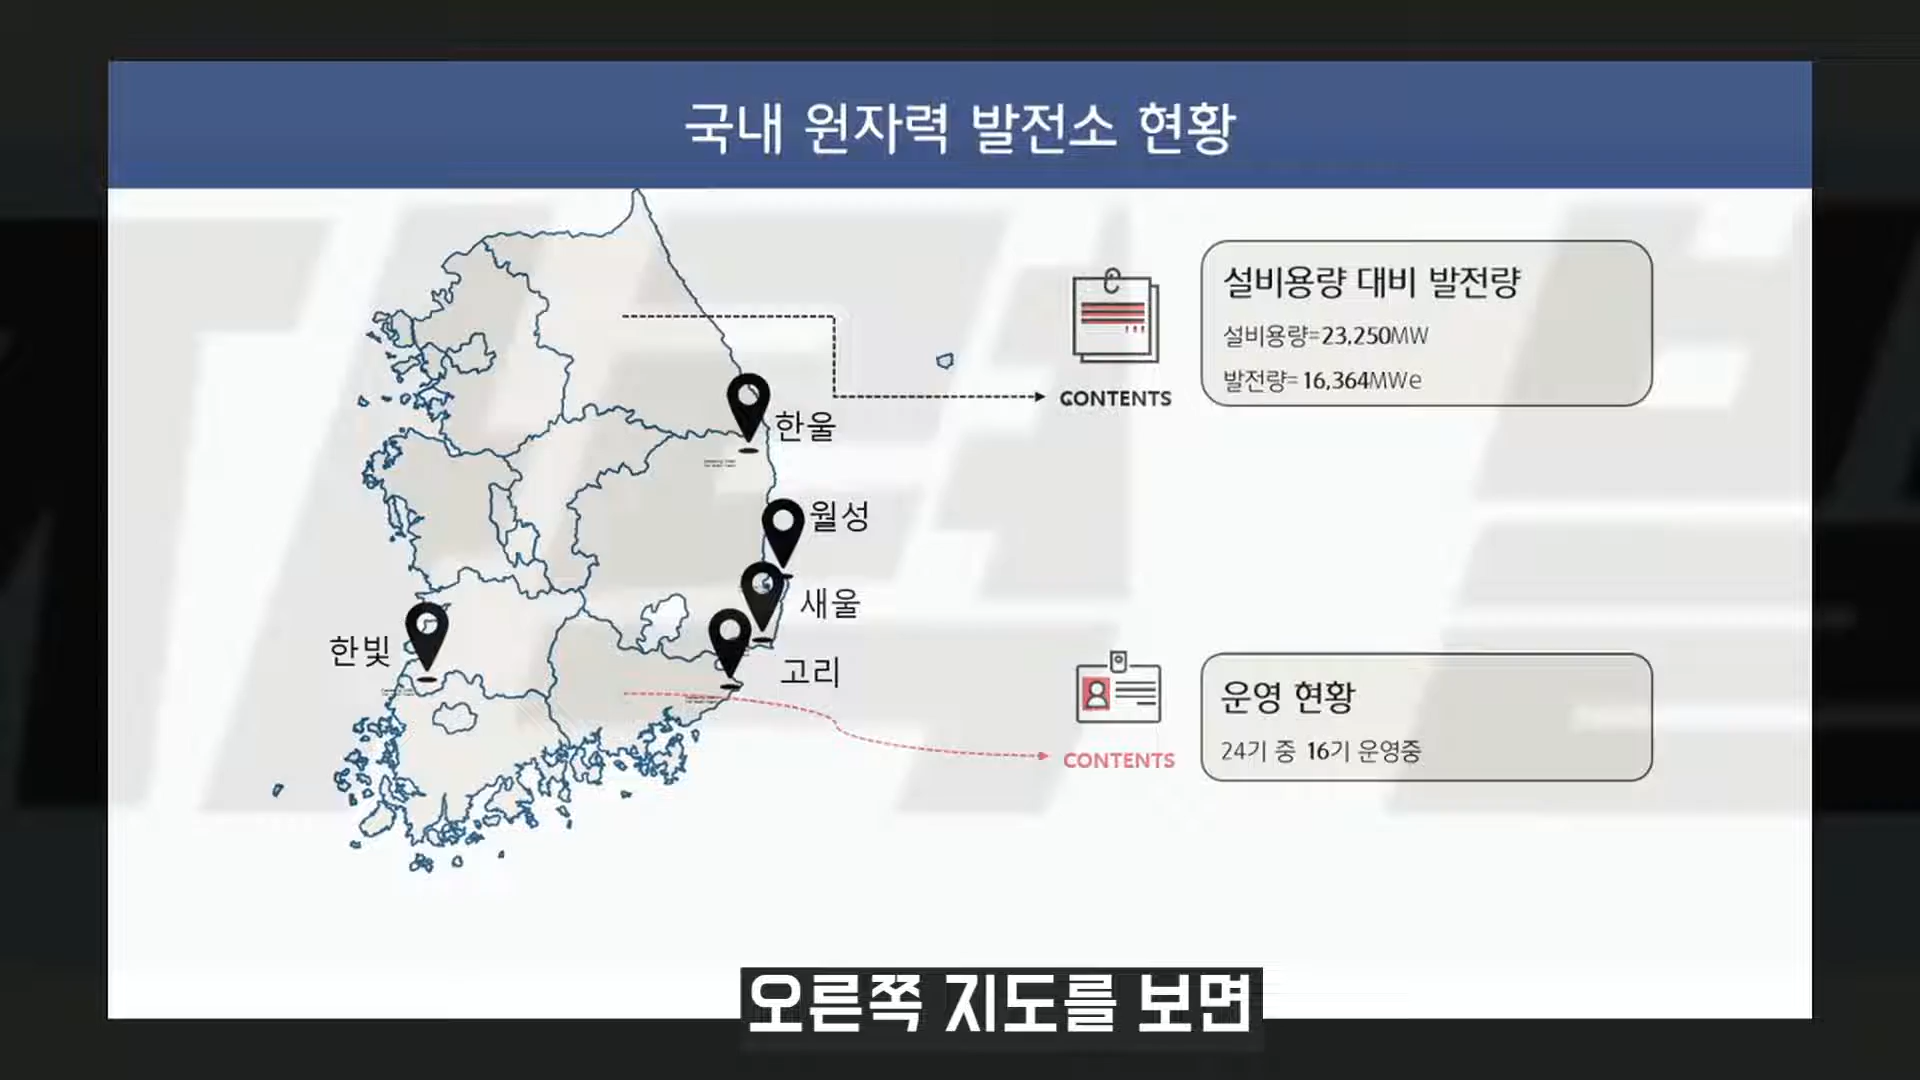 국내 원자력 발전소 현황
설비용량 대비 발전량
설비용량=23,250MW
발전량=16,364MWe
CONTENTS
한울
월성
새울
고리
한빛
CONTENTS
운영 현황
24기 중 16기 운영중
오른쪽 지도를 보면